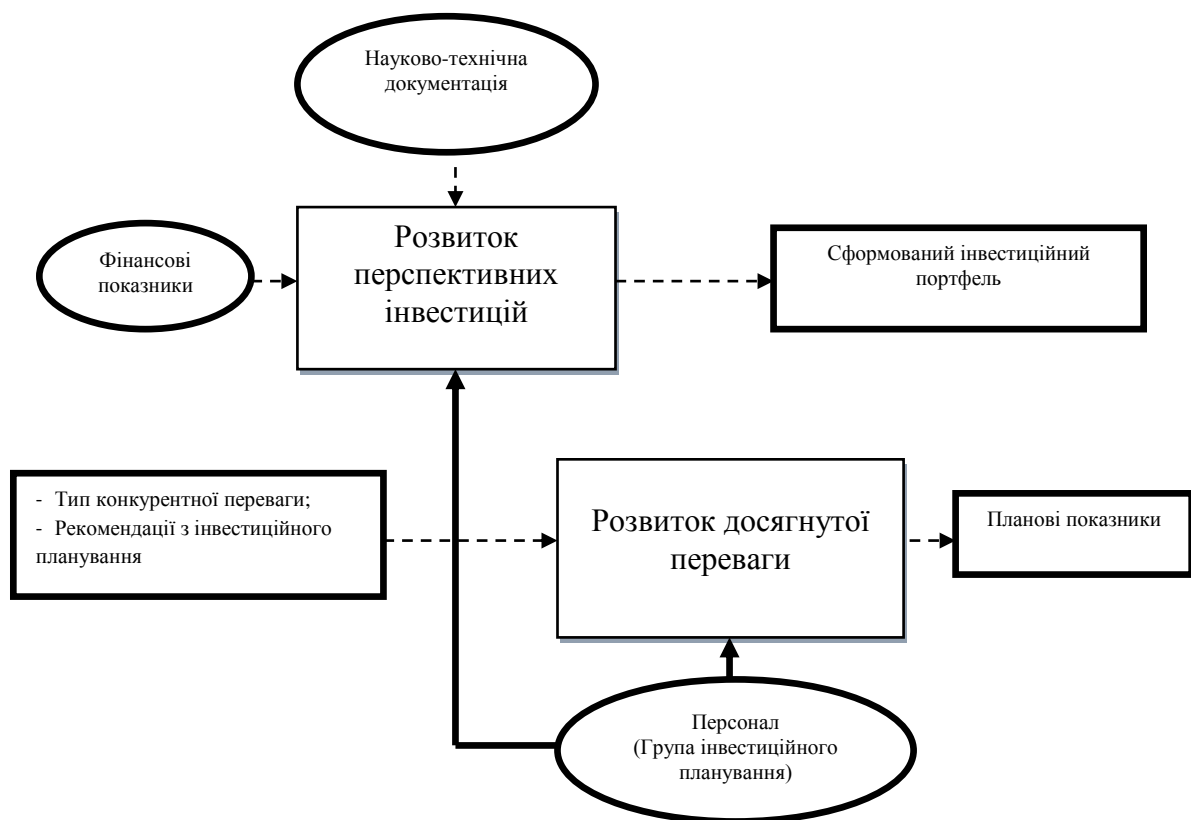 Науково-технічна
документація
Розвиток
перспективних
інвестицій
Фінансові
показники
Сформований інвестиційний
портфель
- Тип конкурентної переваги;
- Рекомендації з інвестиційного
планування
Розвиток досягнутої
переваги
Планові показники
Персонал
(Група інвестиційного
планування)